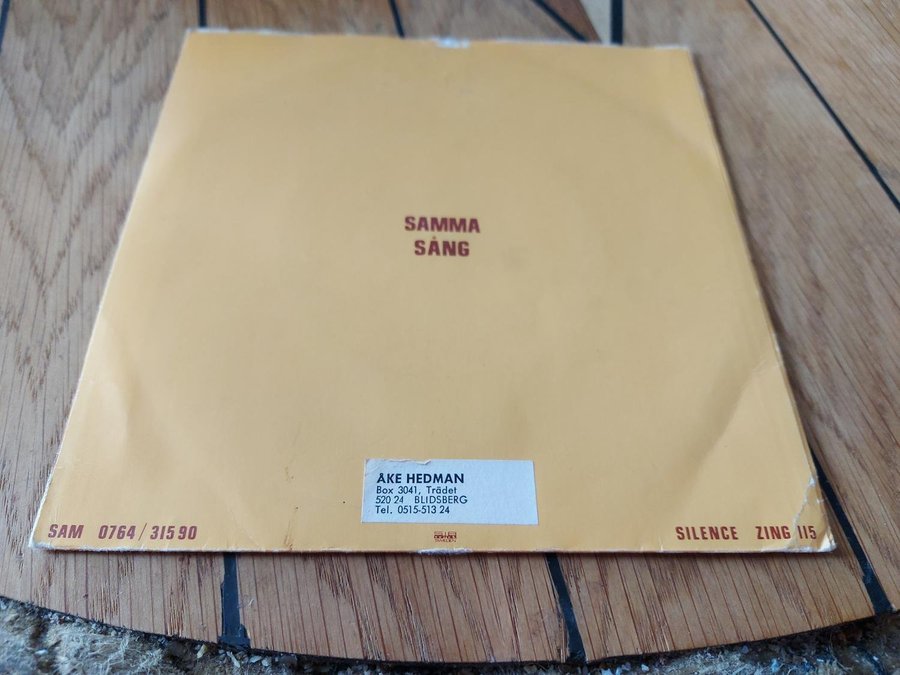 SAMMA
SÅNG
ÅKE HEDMAN
Box 3041, Trädet
520 24 BLIDSBERG
Tel. 0515-513 24
SAM 0764/31590
SILENCE ZING 115
SWEDEN